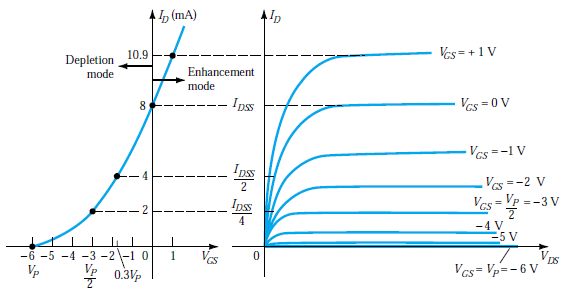 I_D (mA)
I_D
10.9
V_GS = + 1 V
Depletion
mode
Enhancement
mode
8
I_DSS
V_GS = 0 V
V_GS = −1 V
4
I_DSS
2
V_GS = −2 V
2
I_DSS
4
V_GS = V_P
2
= −3 V
−4 V
−5 V
−6 −5 −4 −3 −2 −1 0 1 V_GS
0
V_DS
V_P
V_P
2
0.3V_P
V_GS = V_P = − 6 V